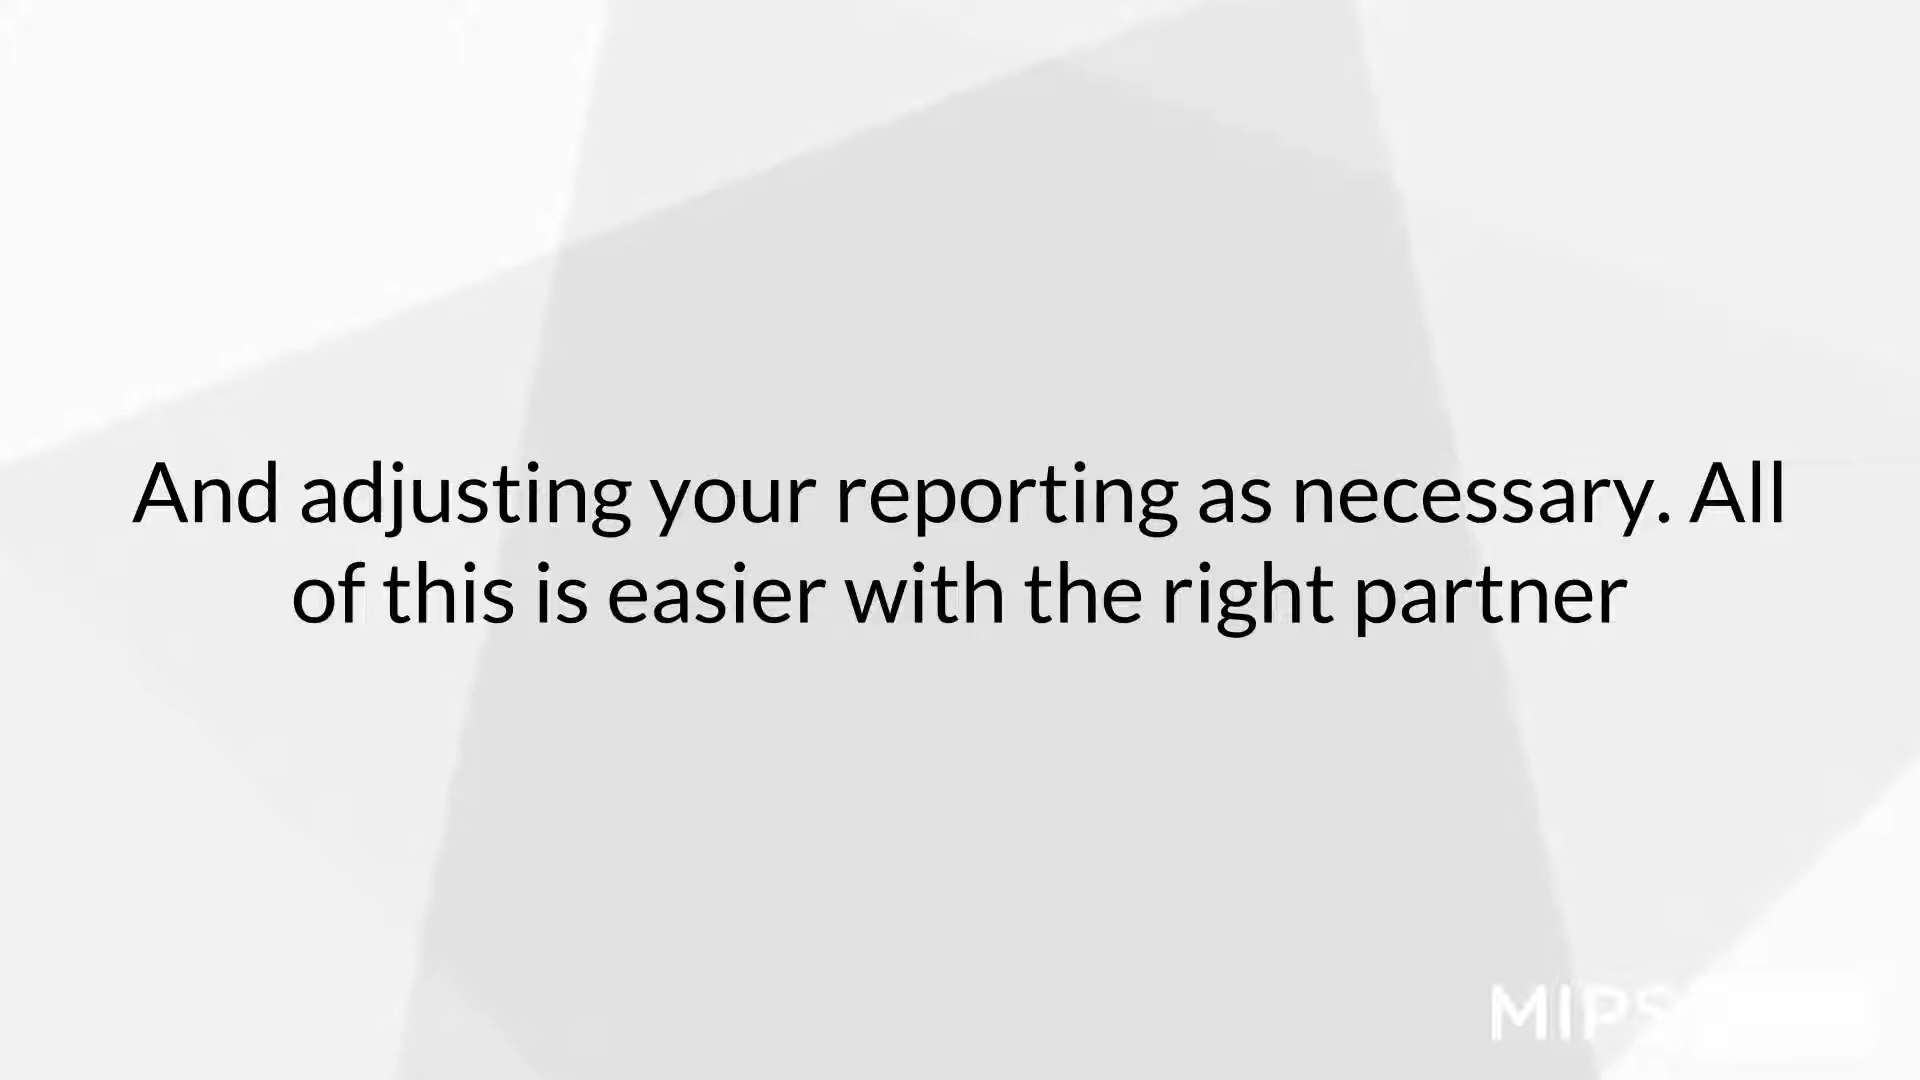 And adjusting your reporting as necessary. All
of this is easier with the right partner
MIPS